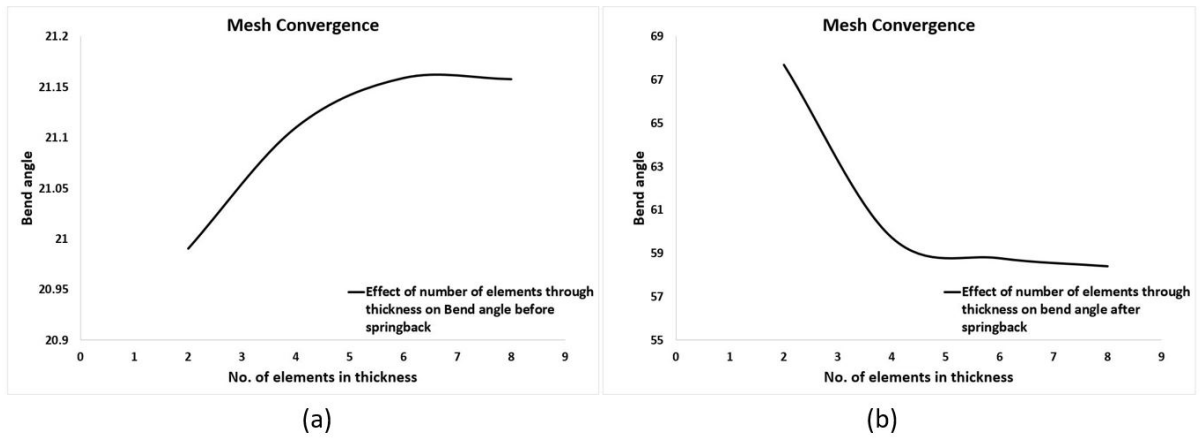 Mesh Convergence
21.2
21.15
21.1
21.05
21
20.95
20.9
Bend angle
0 1 2 3 4 5 6 7 8 9
No. of elements in thickness
Effect of number of elements through
thickness on Bend angle before
springback
(a)
Mesh Convergence
69
67
65
63
61
59
57
55
Bend angle
0 1 2 3 4 5 6 7 8 9
No. of elements in thickness
Effect of number of elements through
thickness on bend angle after
springback
(b)